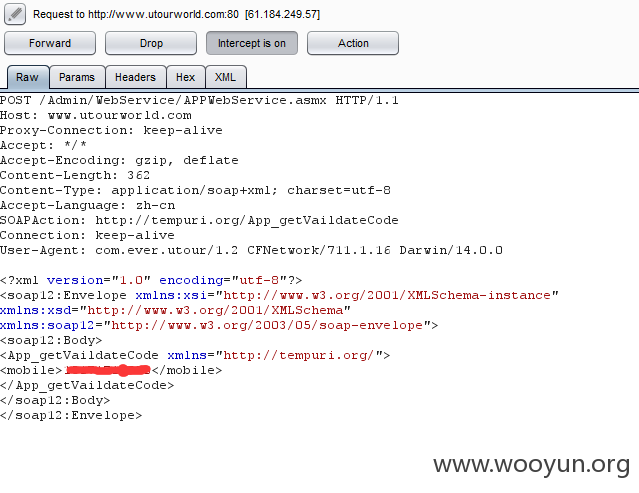 Request to http://www.utourworld.com:80 [61.184.249.57]
Forward Drop Intercept is on Action
Raw Params Headers Hex XML
POST /Admin/WebService/APPWebService.asmx HTTP/1.1
Host: www.utourworld.com
Proxy-Connection: keep-alive
Accept: */*
Accept-Encoding: gzip, deflate
Content-Length: 362
Content-Type: application/soap+xml; charset=utf-8
Accept-Language: zh-cn
SOAPAction: http://tempuri.org/App_getVaildateCode
Connection: keep-alive
User-Agent: com.ever.utour/1.2 CFNetwork/711.1.16 Darwin/14.0.0
<?xml version="1.0" encoding="utf-8"?>
<soap12:Envelope xmlns:xsi="http://www.w3.org/2001/XMLSchema-instance"
xmlns:xsd="http://www.w3.org/2001/XMLSchema"
xmlns:soap12="http://www.w3.org/2003/05/soap-envelope">
<soap12:Body>
<App_getVaildateCode xmlns="http://tempuri.org/">
<mobile></mobile>
</App_getVaildateCode>
</soap12:Body>
</soap12:Envelope>
www.wooyun.org